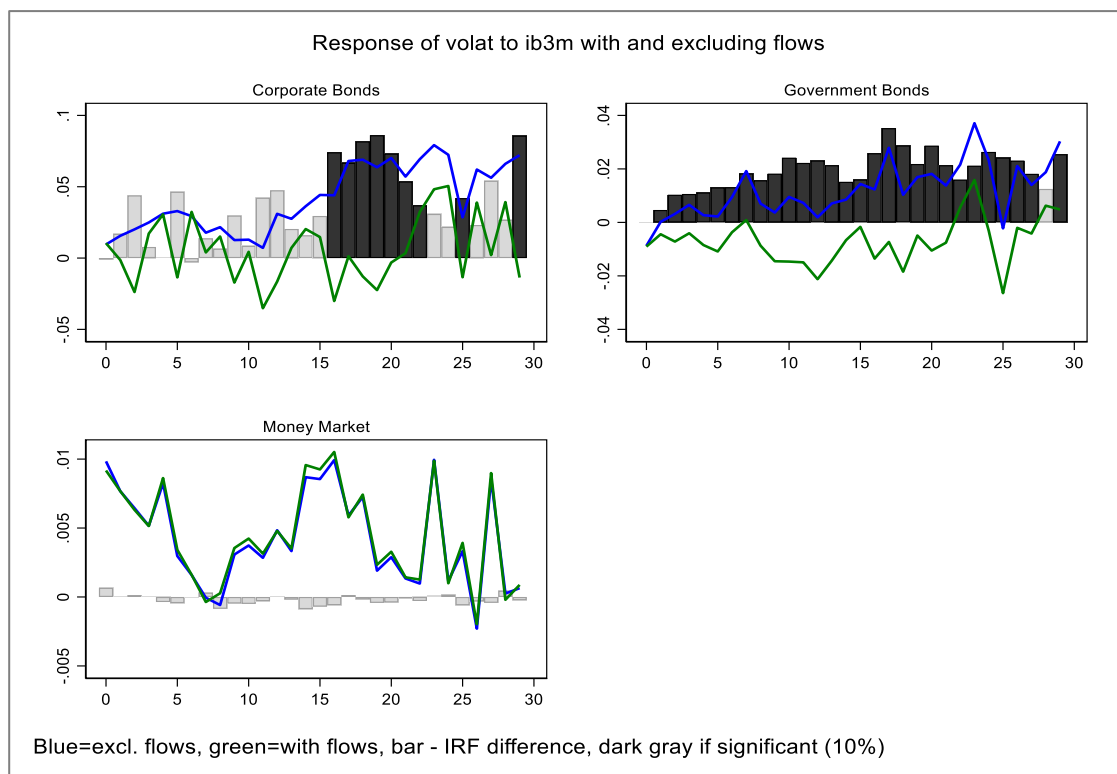 Response of volat to ib3m with and excluding flows
Corporate Bonds
.1
.05
0
-.05
0 5 10 15 20 25 30
Government Bonds
.04
.02
0
-.02
-.04
0 5 10 15 20 25 30
Money Market
.01
.005
0
-.005
0 5 10 15 20 25 30
Blue=excl. flows, green=with flows, bar - IRF difference, dark gray if significant (10%)